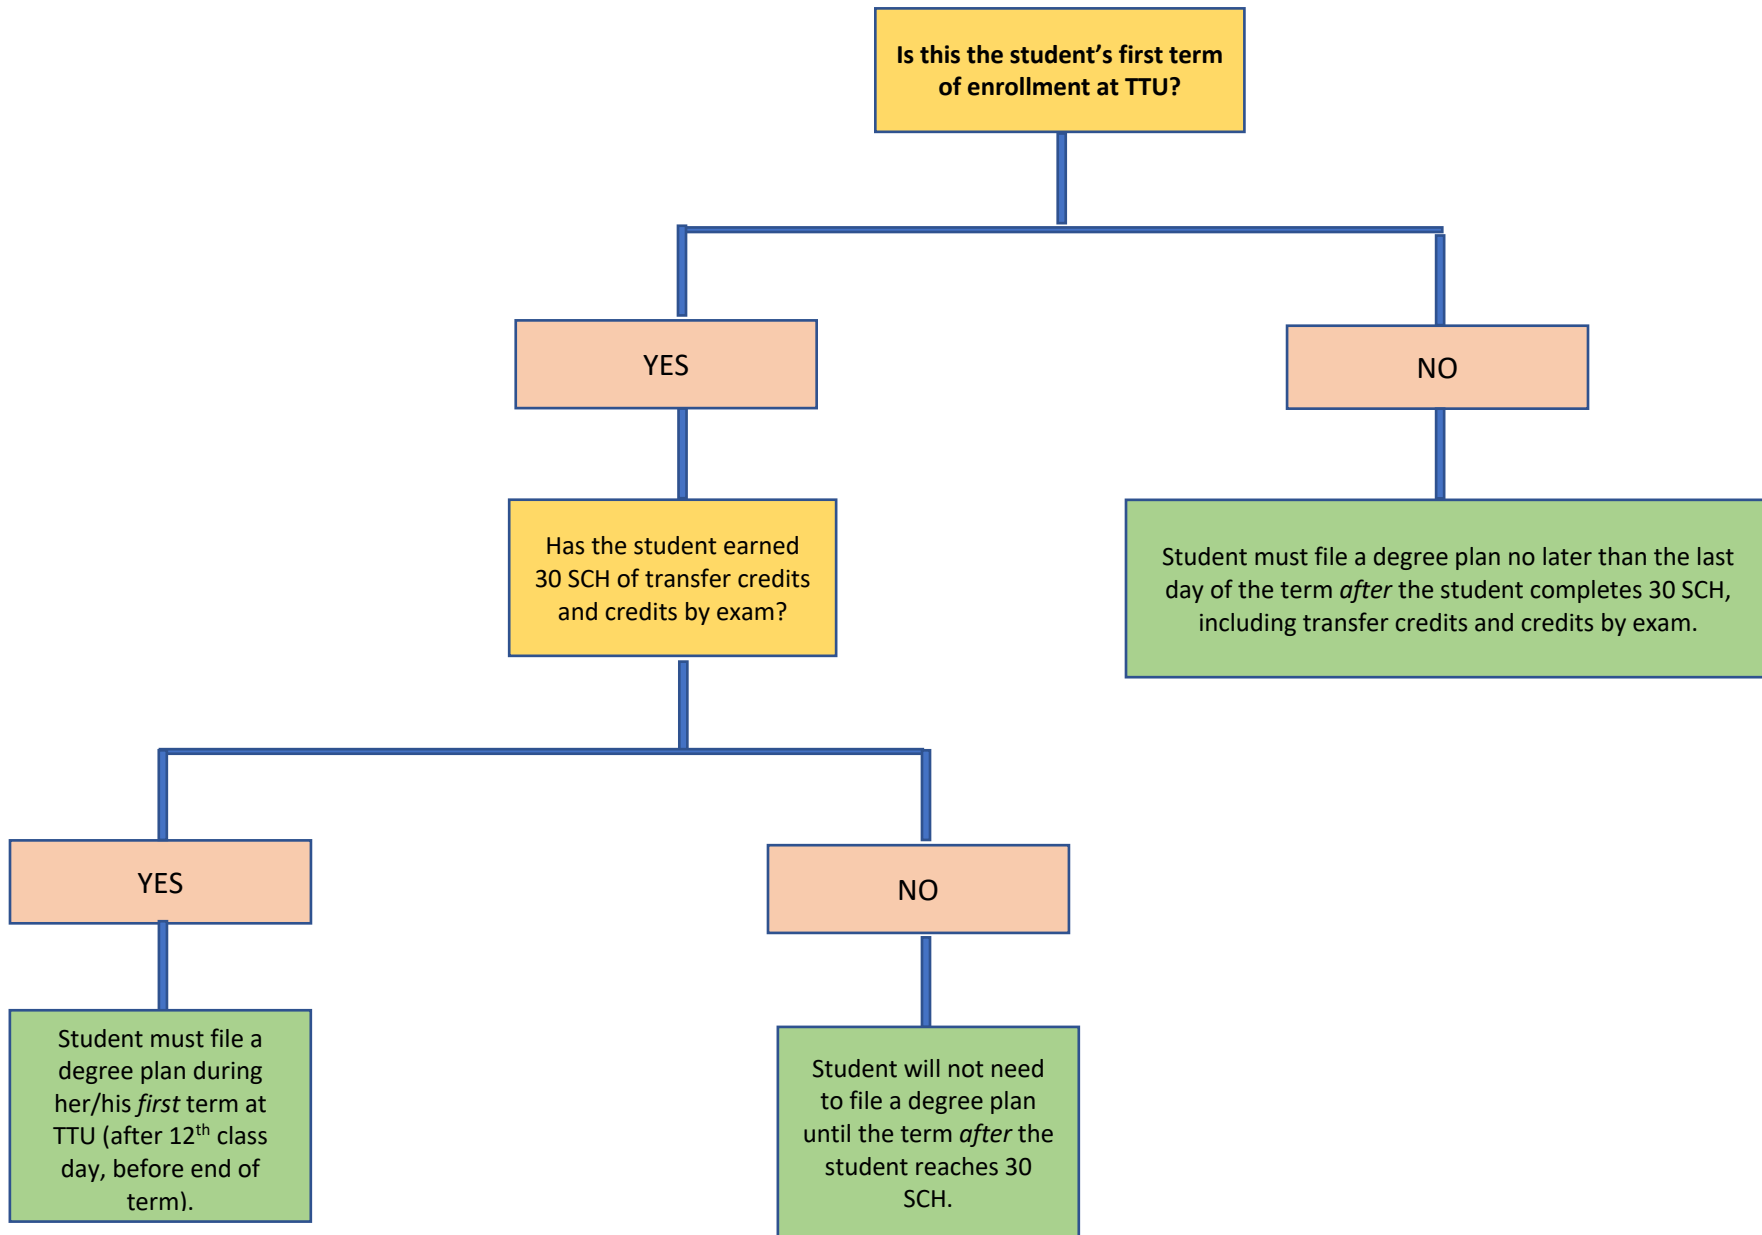 Is this the student’s first term
of enrollment at TTU?
YES
NO
Has the student earned
30 SCH of transfer credits
and credits by exam?
Student must file a degree plan no later than the last
day of the term after the student completes 30 SCH,
including transfer credits and credits by exam.
YES
NO
Student must file a
degree plan during
her/his first term at
TTU (after 12th class
day, before end of
term).
Student will not need
to file a degree plan
until the term after the
student reaches 30
SCH.